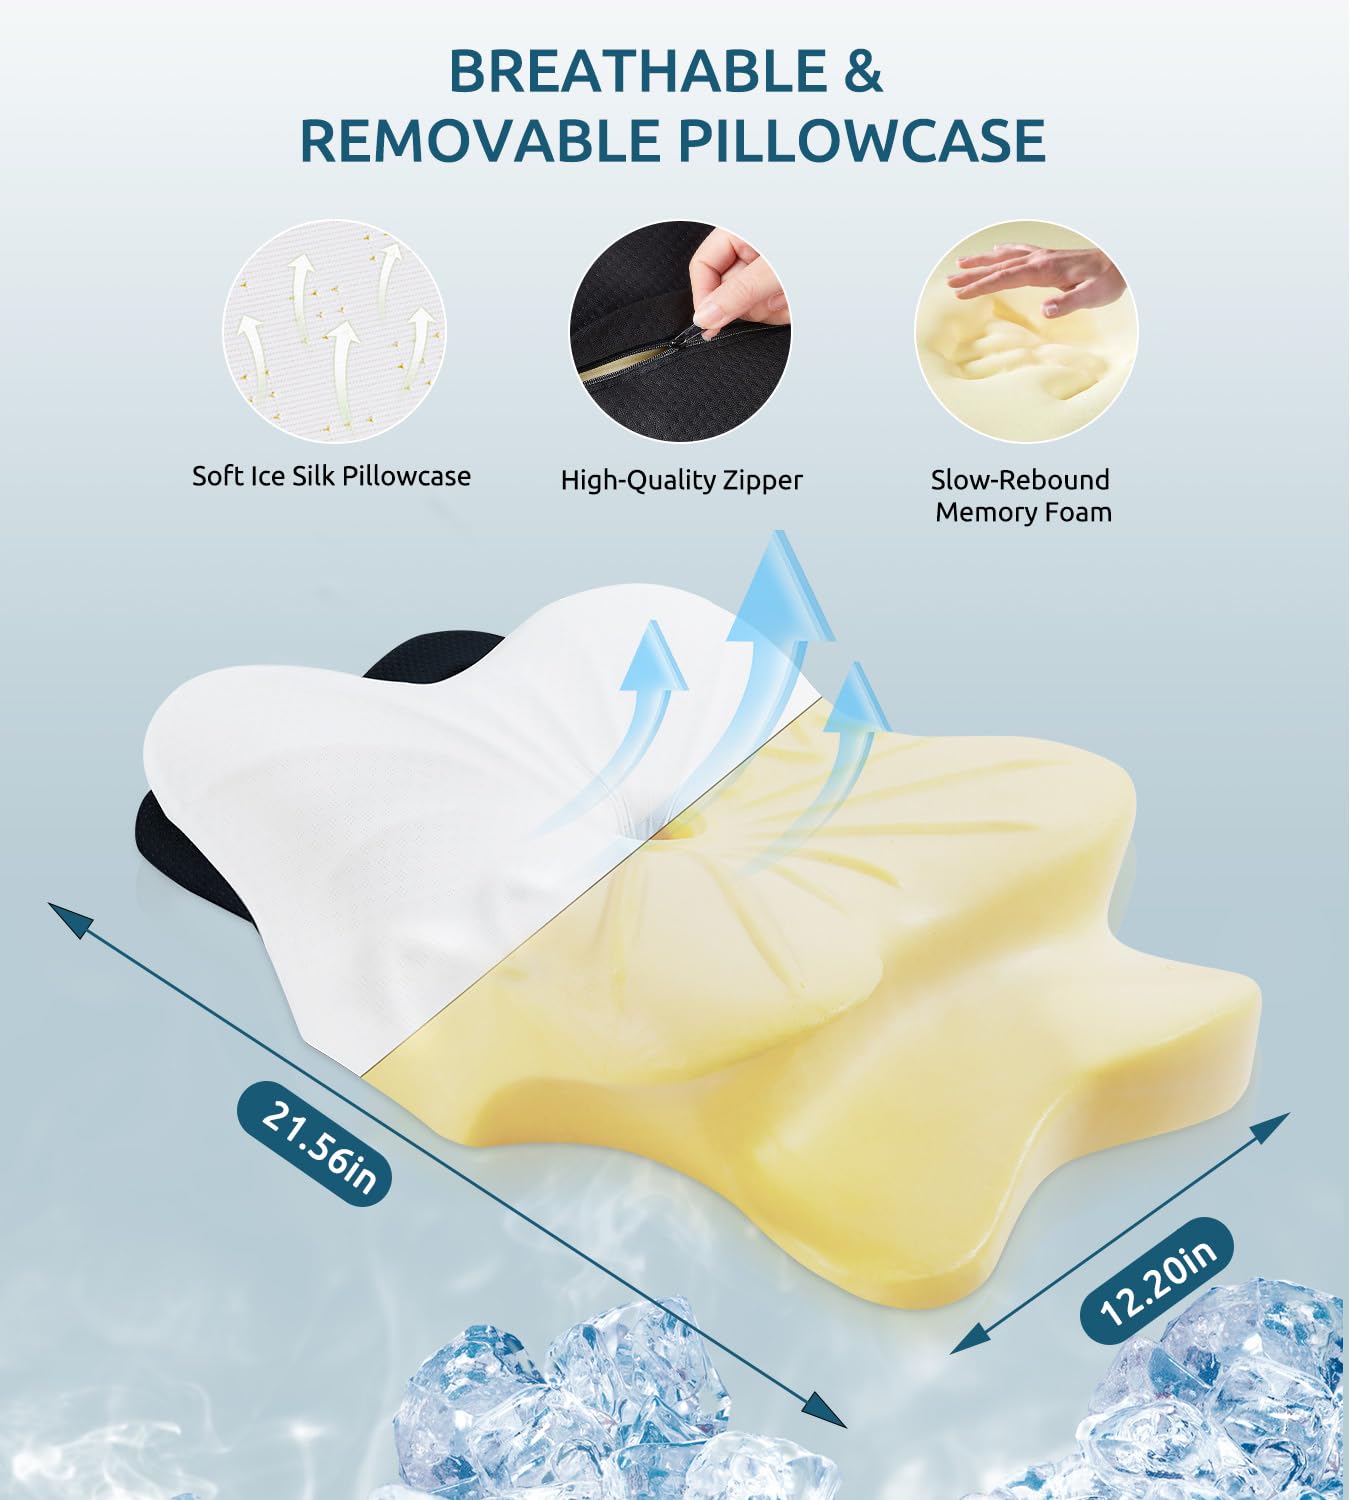 BREATHABLE &
REMOVABLE PILLOWCASE
Soft Ice Silk Pillowcase
High-Quality Zipper
Slow-Rebound
Memory Foam
21.56in
12.20in